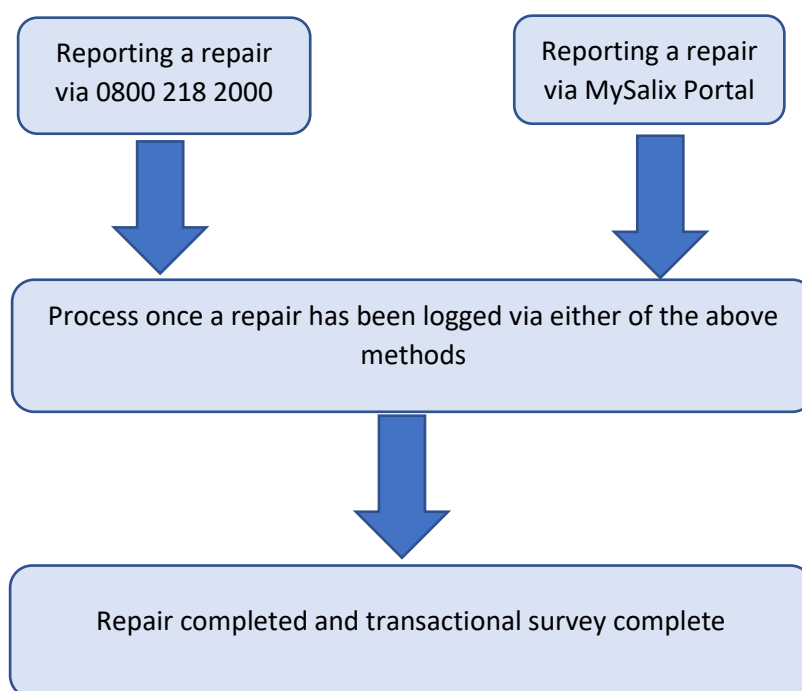 Reporting a repair
via 0800 218 2000
Reporting a repair
via MySalix Portal
Process once a repair has been logged via either of the above
methods
Repair completed and transactional survey complete